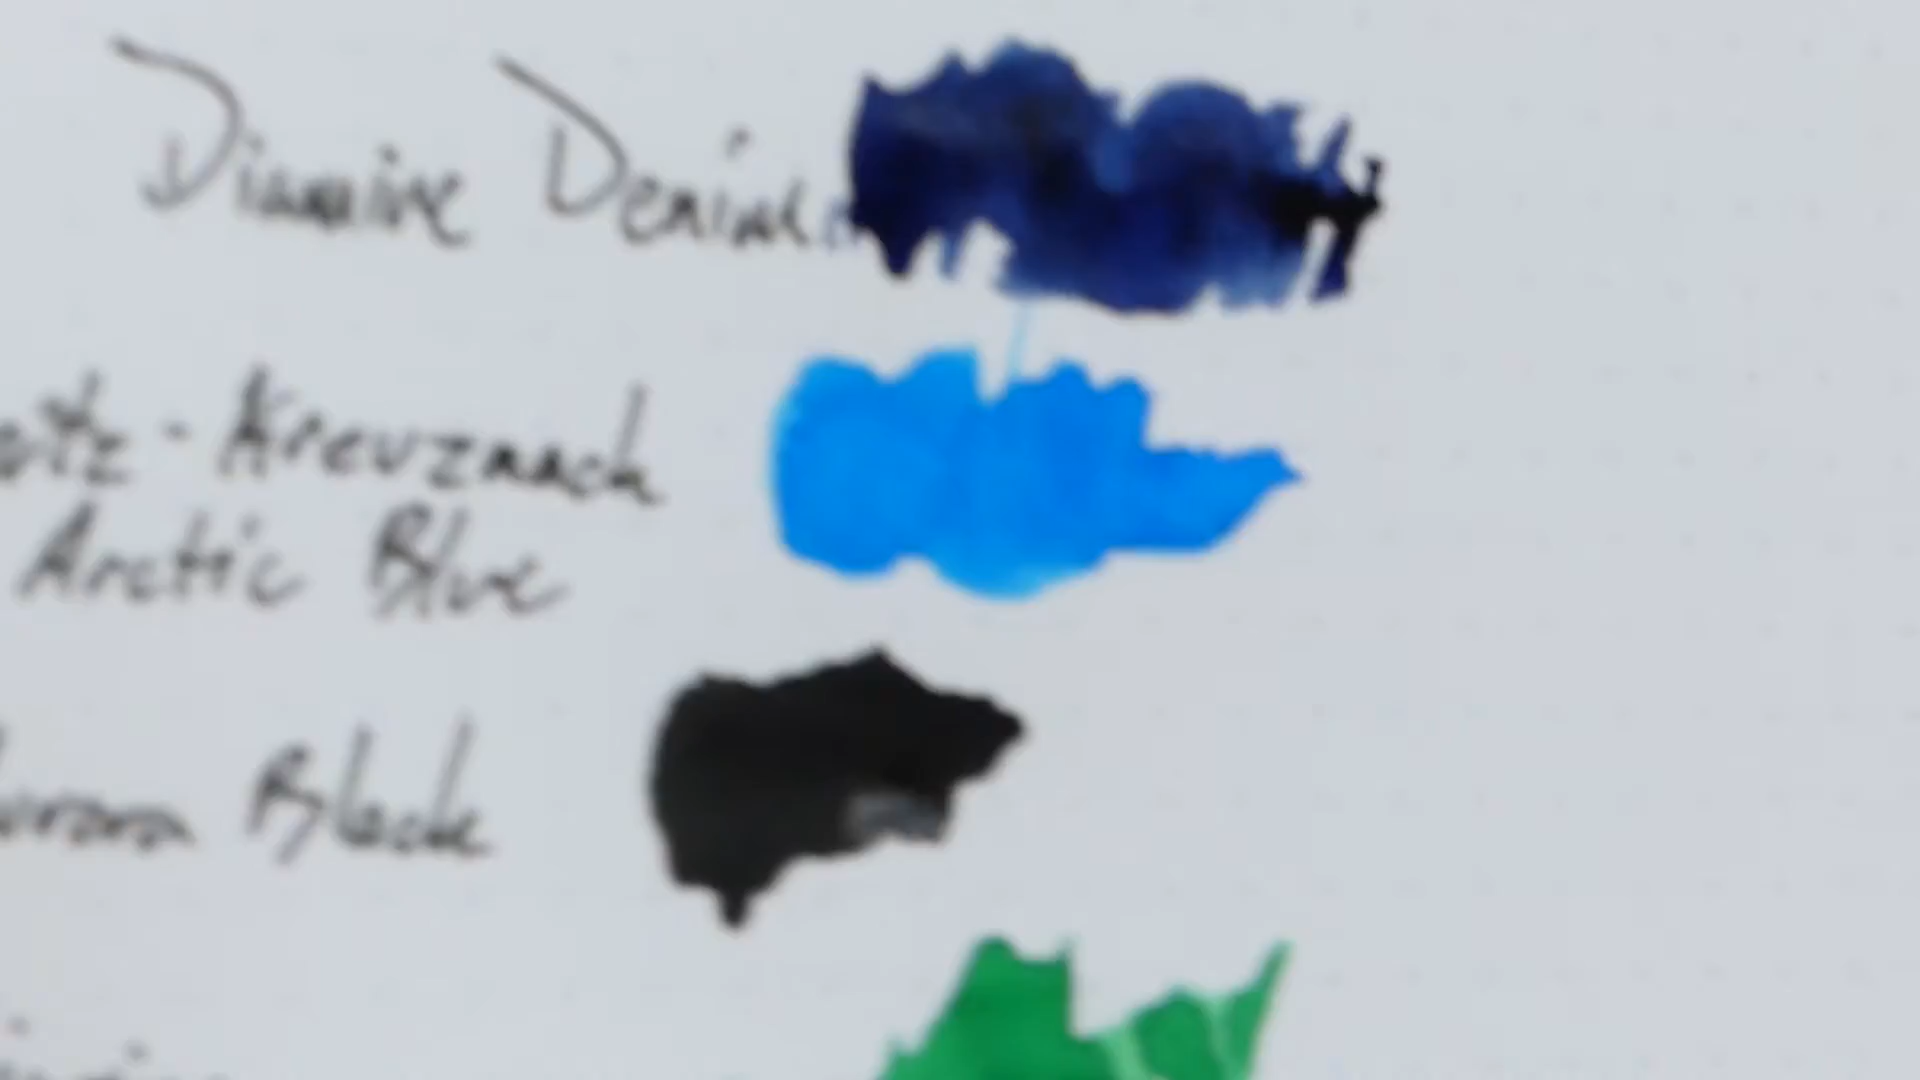 Diamine Denim
- Kreuznach
Arctic Blue
Black